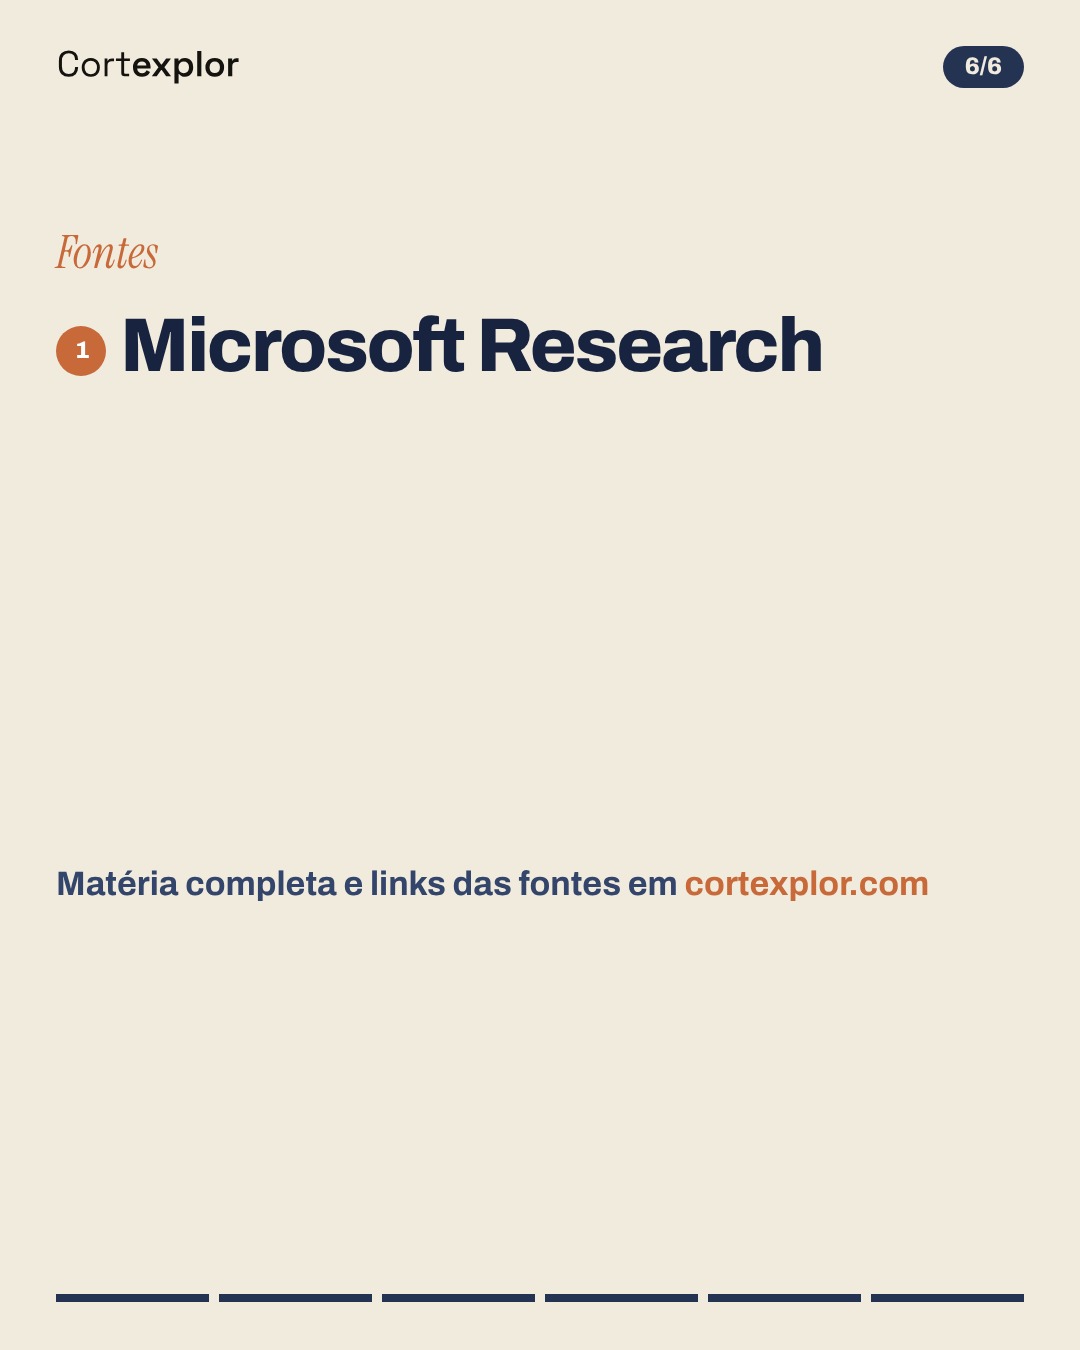 Cortexplor
6/6
Fontes
1 Microsoft Research
Matéria completa e links das fontes em cortexplor.com